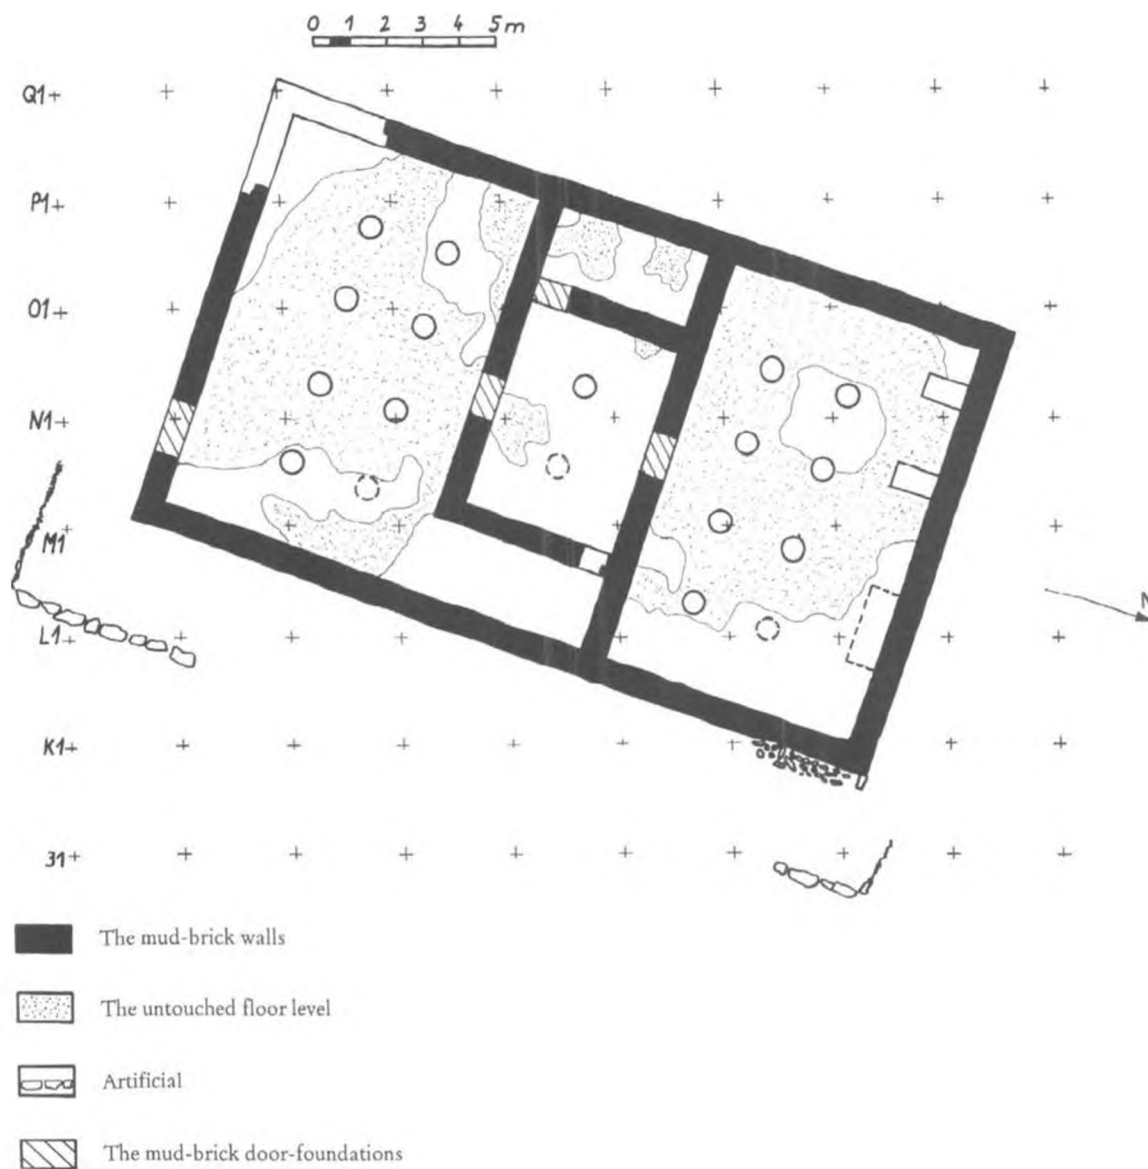 0 1 2 3 4 5m
Q1
P1
O1
N1
M1
L1
K1
J1
N
The mud-brick walls
The untouched floor level
Artificial
The mud-brick door-foundations